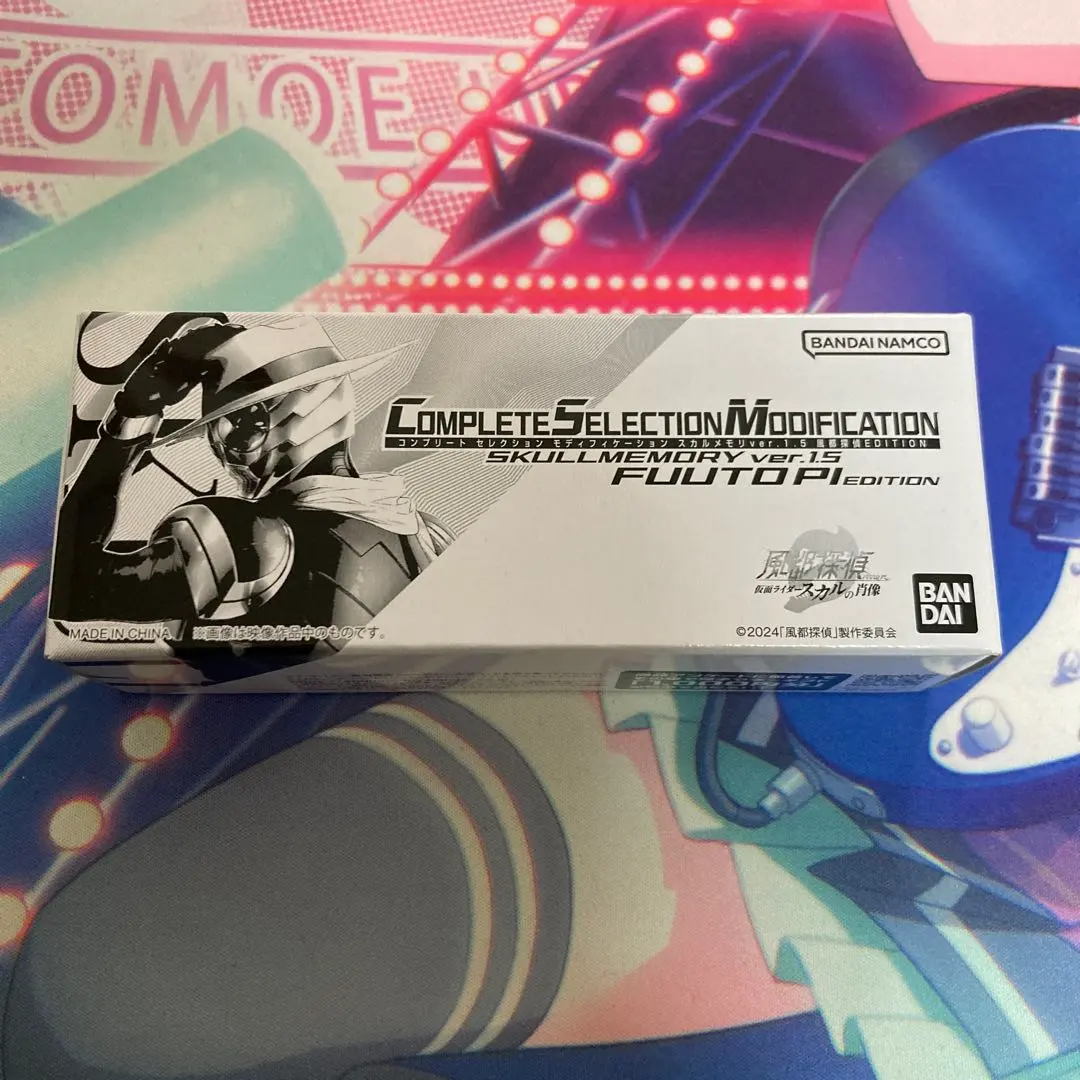 TOMOE
BANDAI NAMCO
COMPLETE SELECTION MODIFICATION
コンプリート セレクション モディフィケーション スカルメモリver.1.5 風都探偵EDITION
SKULLMEMORY ver.1.5
FUUTO PI EDITION
風都探偵
仮面ライダースカルの肖像
BAN
DAI
MADE IN CHINA ※画像は映像作品中のものです。
©2024「風都探偵」製作委員会